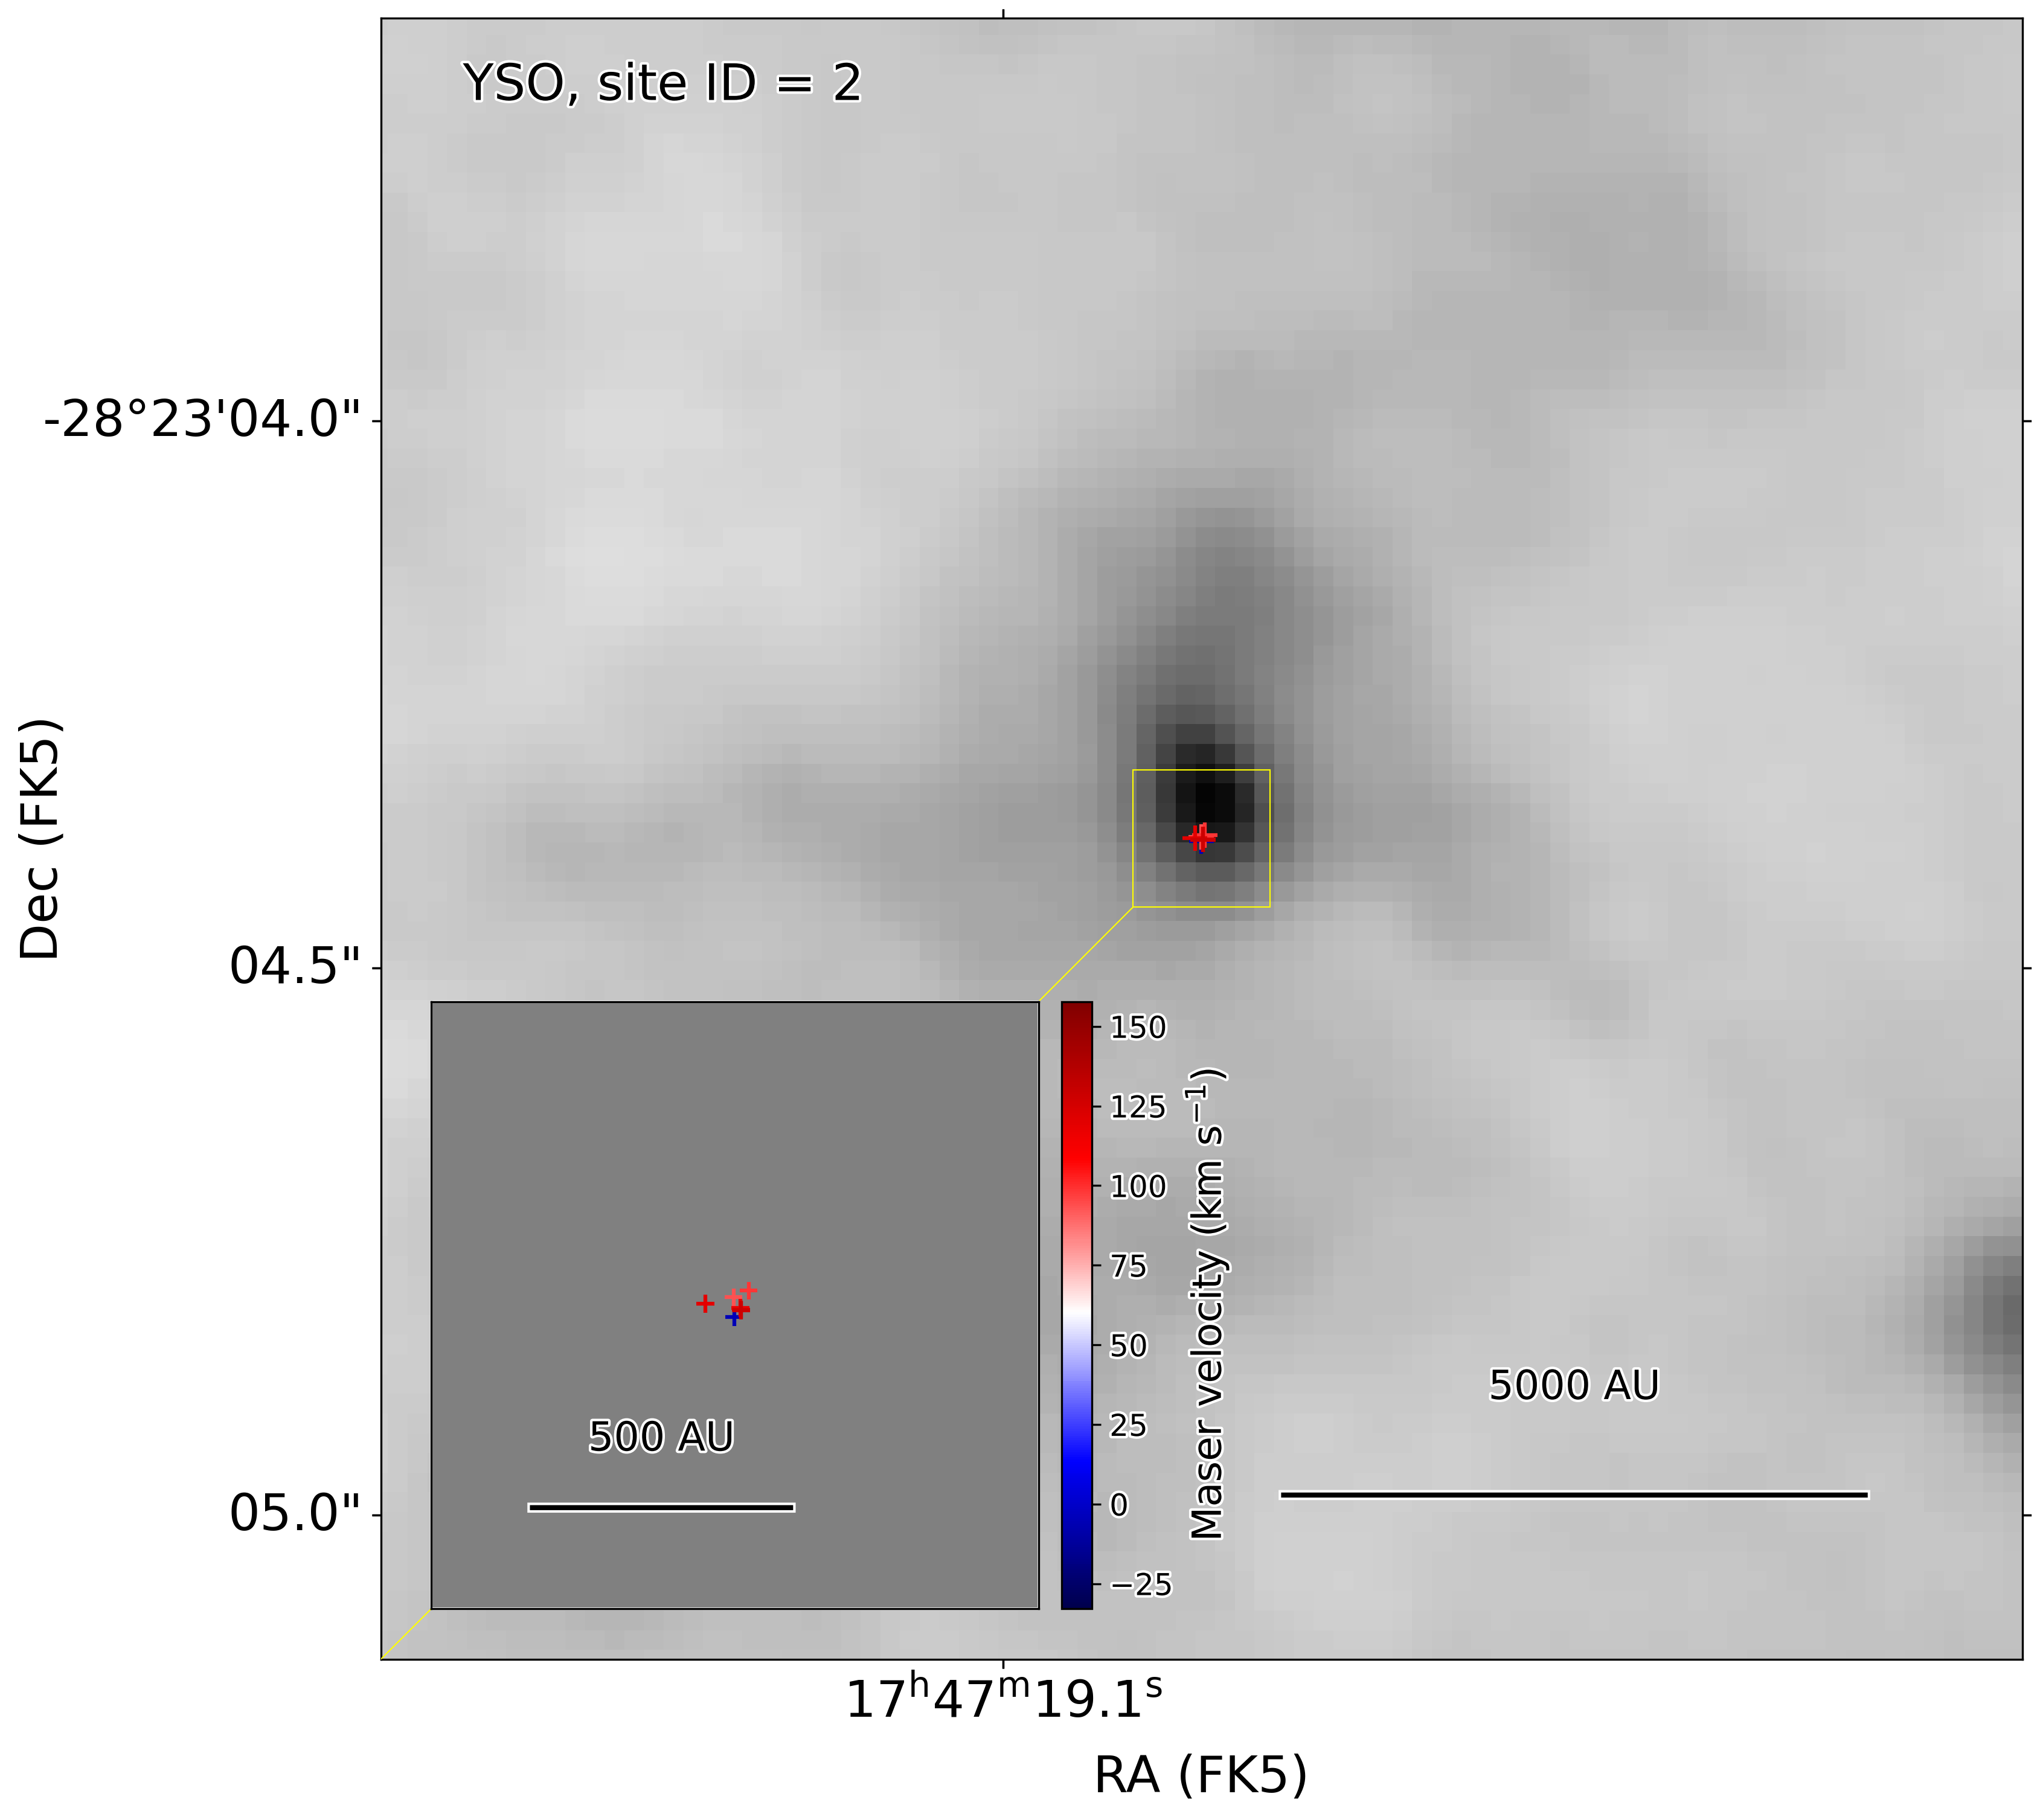 YSO, site ID = 2
-28°23'04.0"
04.5"
05.0"
Dec (FK5)
150
125
100
75
50
25
0
−25
Maser velocity (km s⁻¹)
500 AU
5000 AU
17ʰ47ᵐ19.1ˢ
RA (FK5)